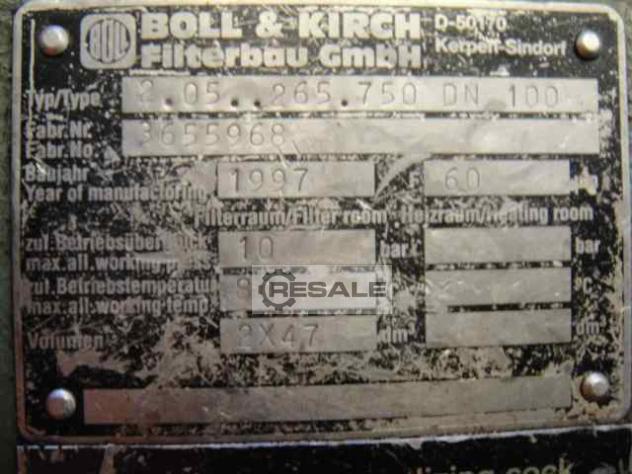 BOLL
BOLL & KIRCH
Filterbau GmbH
D-50170
Kerpen-Sindorf
Typ/Type 2.05..265.750 DN 100
Fabr.Nr. 3655968
Fabr.No.
Baujahr
Year of manufacturing 1997 60 kg
Filterraum/Filter room Heizraum/Heating room
zul.Betriebsüberdruck
max.all.working 10 bar bar
zul.Betriebstemperatur
max.all.working temp. °C
RESALE
Volumen 2X47 dm dm